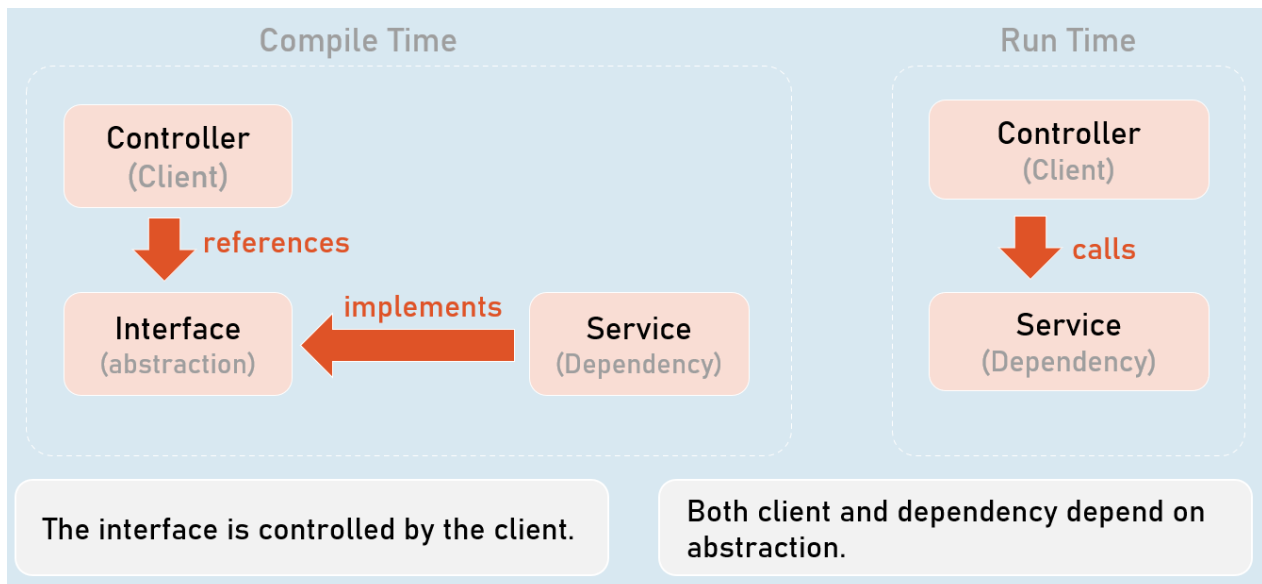 Compile Time
Controller
(Client)
references
Interface
(abstraction)
implements
Service
(Dependency)
Run Time
Controller
(Client)
calls
Service
(Dependency)
The interface is controlled by the client.
Both client and dependency depend on
abstraction.